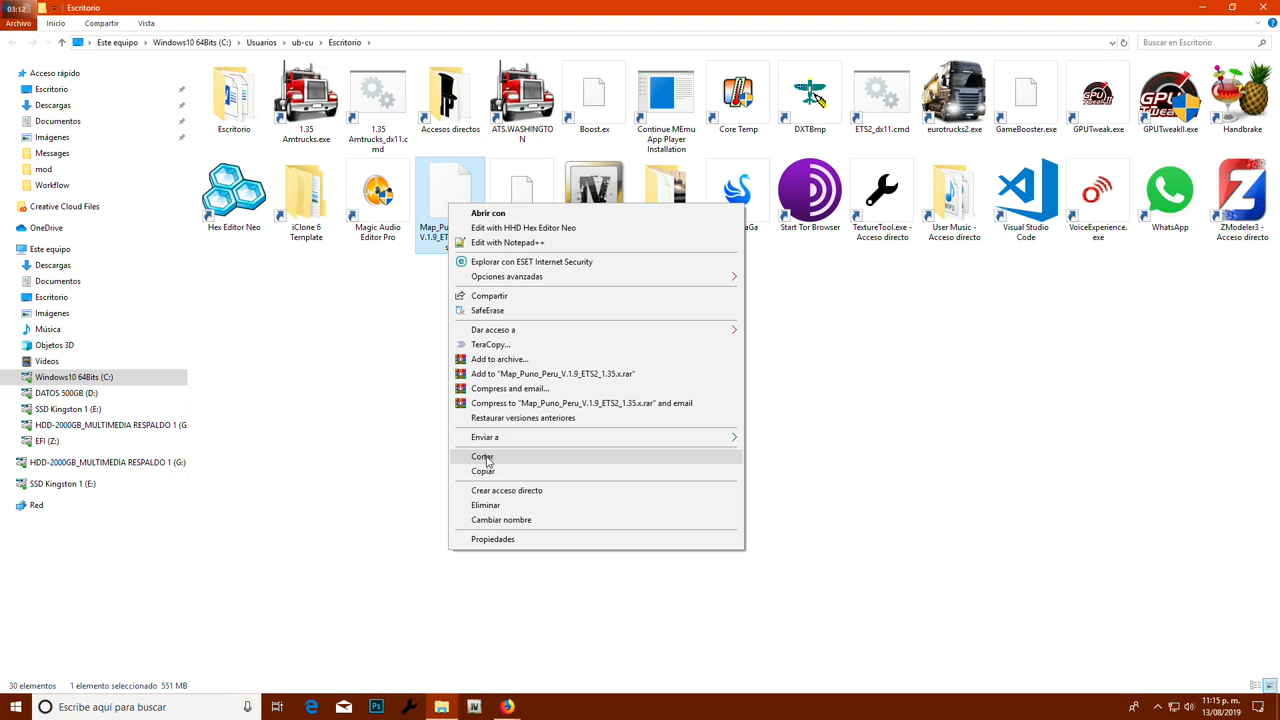 03:12
Escritorio
Archivo Inicio Compartir Vista
Este equipo > Windows10 64Bits (C:) > Usuarios > ub-cu > Escritorio >
Buscar en Escritorio
Acceso rápido
Escritorio
Descargas
Documentos
Imágenes
Messages
mod
Workflow
Creative Cloud Files
OneDrive
Este equipo
Descargas
Documentos
Escritorio
Imágenes
Música
Objetos 3D
Videos
Windows10 64Bits (C:)
DATOS 500GB (D:)
SSD Kingston 1 (E:)
HDD-2000GB_MULTIMEDIA RESPALDO 1 (G
EFI (Z:)
HDD-2000GB_MULTIMEDIA RESPALDO 1 (G:)
SSD Kingston 1 (E:)
Red
Escritorio
1.35
Amtrucks.exe
1.35
Amtrucks_dx11.c
md
Accesos directos
ATS.WASHINGTO
N
Boost.ex
Continue MEmu
App Player
Installation
Core Temp
DXTBmp
ETS2_dx11.cmd
eurotrucks2.exe
GameBooster.exe
GPUTweak.exe
GPUTweakII.exe
Handbrake
Hex Editor Neo
iClone 6
Template
Magic Audio
Editor Pro
Start Tor Browser
TextureTool.exe -
Acceso directo
User Music -
Acceso directo
Visual Studio
Code
VoiceExperience.
exe
WhatsApp
ZModeler3 -
Acceso directo
Abrir con
Edit with HHD Hex Editor Neo
Edit with Notepad++
Explorar con ESET Internet Security
Opciones avanzadas
Compartir
SafeErase
Dar acceso a
TeraCopy...
Add to archive...
Add to "Map_Puno_Peru_V.1.9_ETS2_1.35.x.rar"
Compress and email...
Compress to "Map_Puno_Peru_V.1.9_ETS2_1.35.x.rar" and email
Restaurar versiones anteriores
Enviar a
Cortar
Copiar
Crear acceso directo
Eliminar
Cambiar nombre
Propiedades
30 elementos 1 elemento seleccionado 551 MB
Escribe aquí para buscar
Ps
11:15 p. m.
13/08/2019